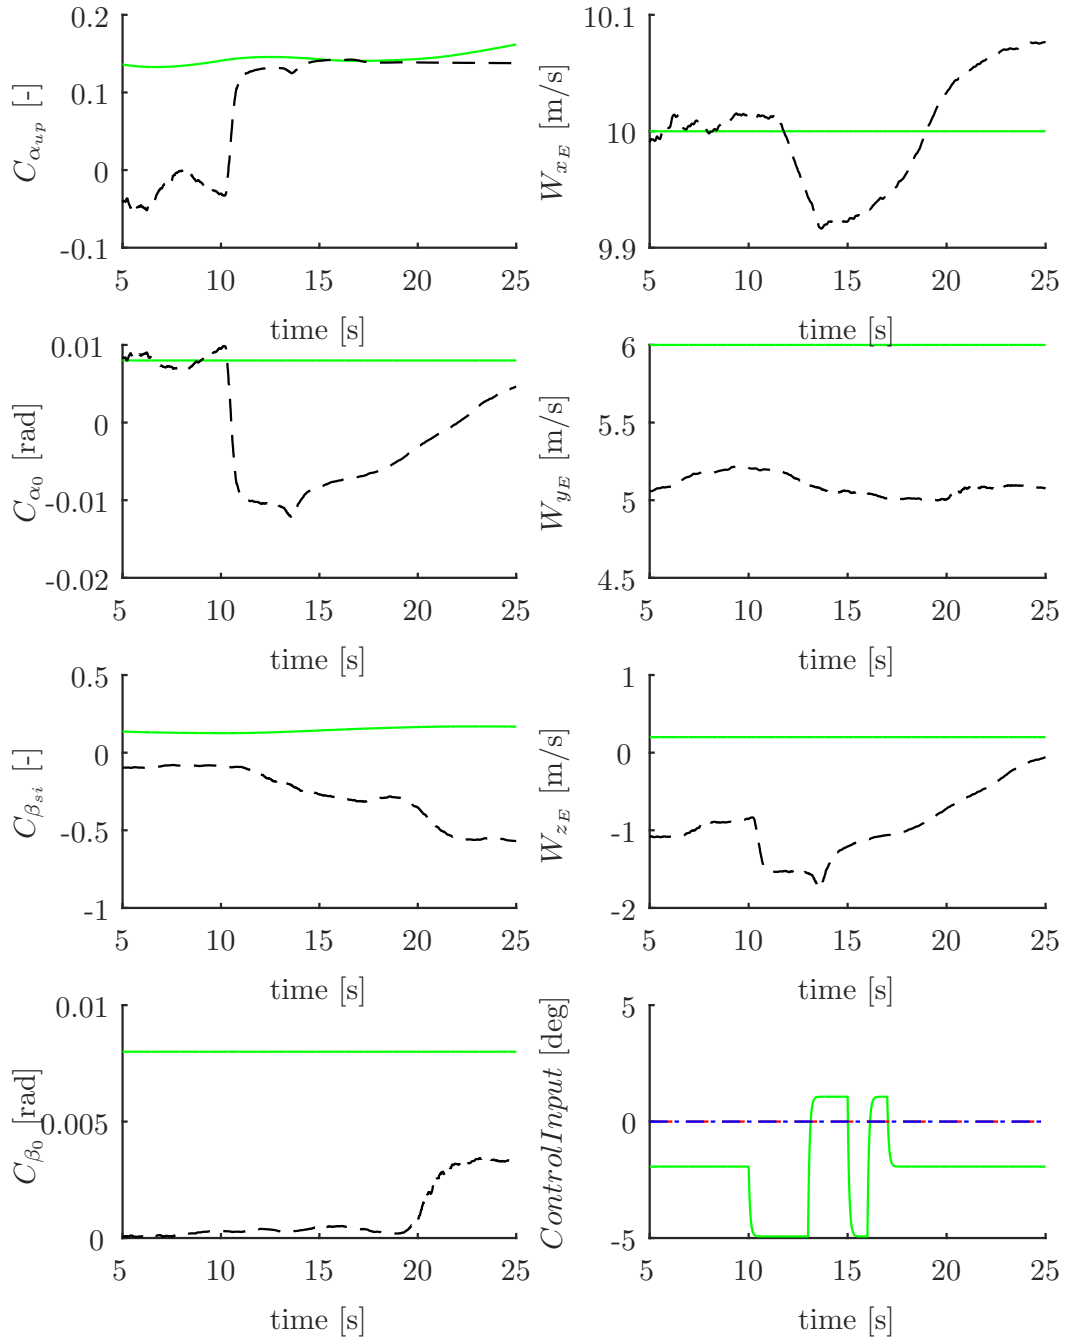 0.2
0.1
0
-0.1
C_{α_{up}} [-]
5 10 15 20 25
time [s]
10.1
10
9.9
W_{x_E} [m/s]
5 10 15 20 25
time [s]
0.01
0
-0.01
-0.02
C_{α_0} [rad]
5 10 15 20 25
time [s]
6
5.5
5
4.5
W_{y_E} [m/s]
5 10 15 20 25
time [s]
0.5
0
-0.5
-1
C_{β_{si}} [-]
5 10 15 20 25
time [s]
1
0
-1
-2
W_{z_E} [m/s]
5 10 15 20 25
time [s]
0.01
0.005
0
C_{β_0} [rad]
5 10 15 20 25
time [s]
5
0
-5
ControlInput [deg]
5 10 15 20 25
time [s]